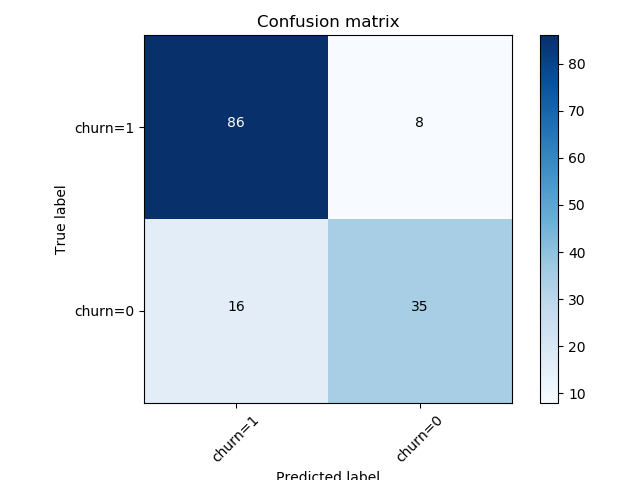 Confusion matrix
churn=1
86
8
churn=0
16
35
True label
churn=1
churn=0
Predicted label
80
70
60
50
40
30
20
10